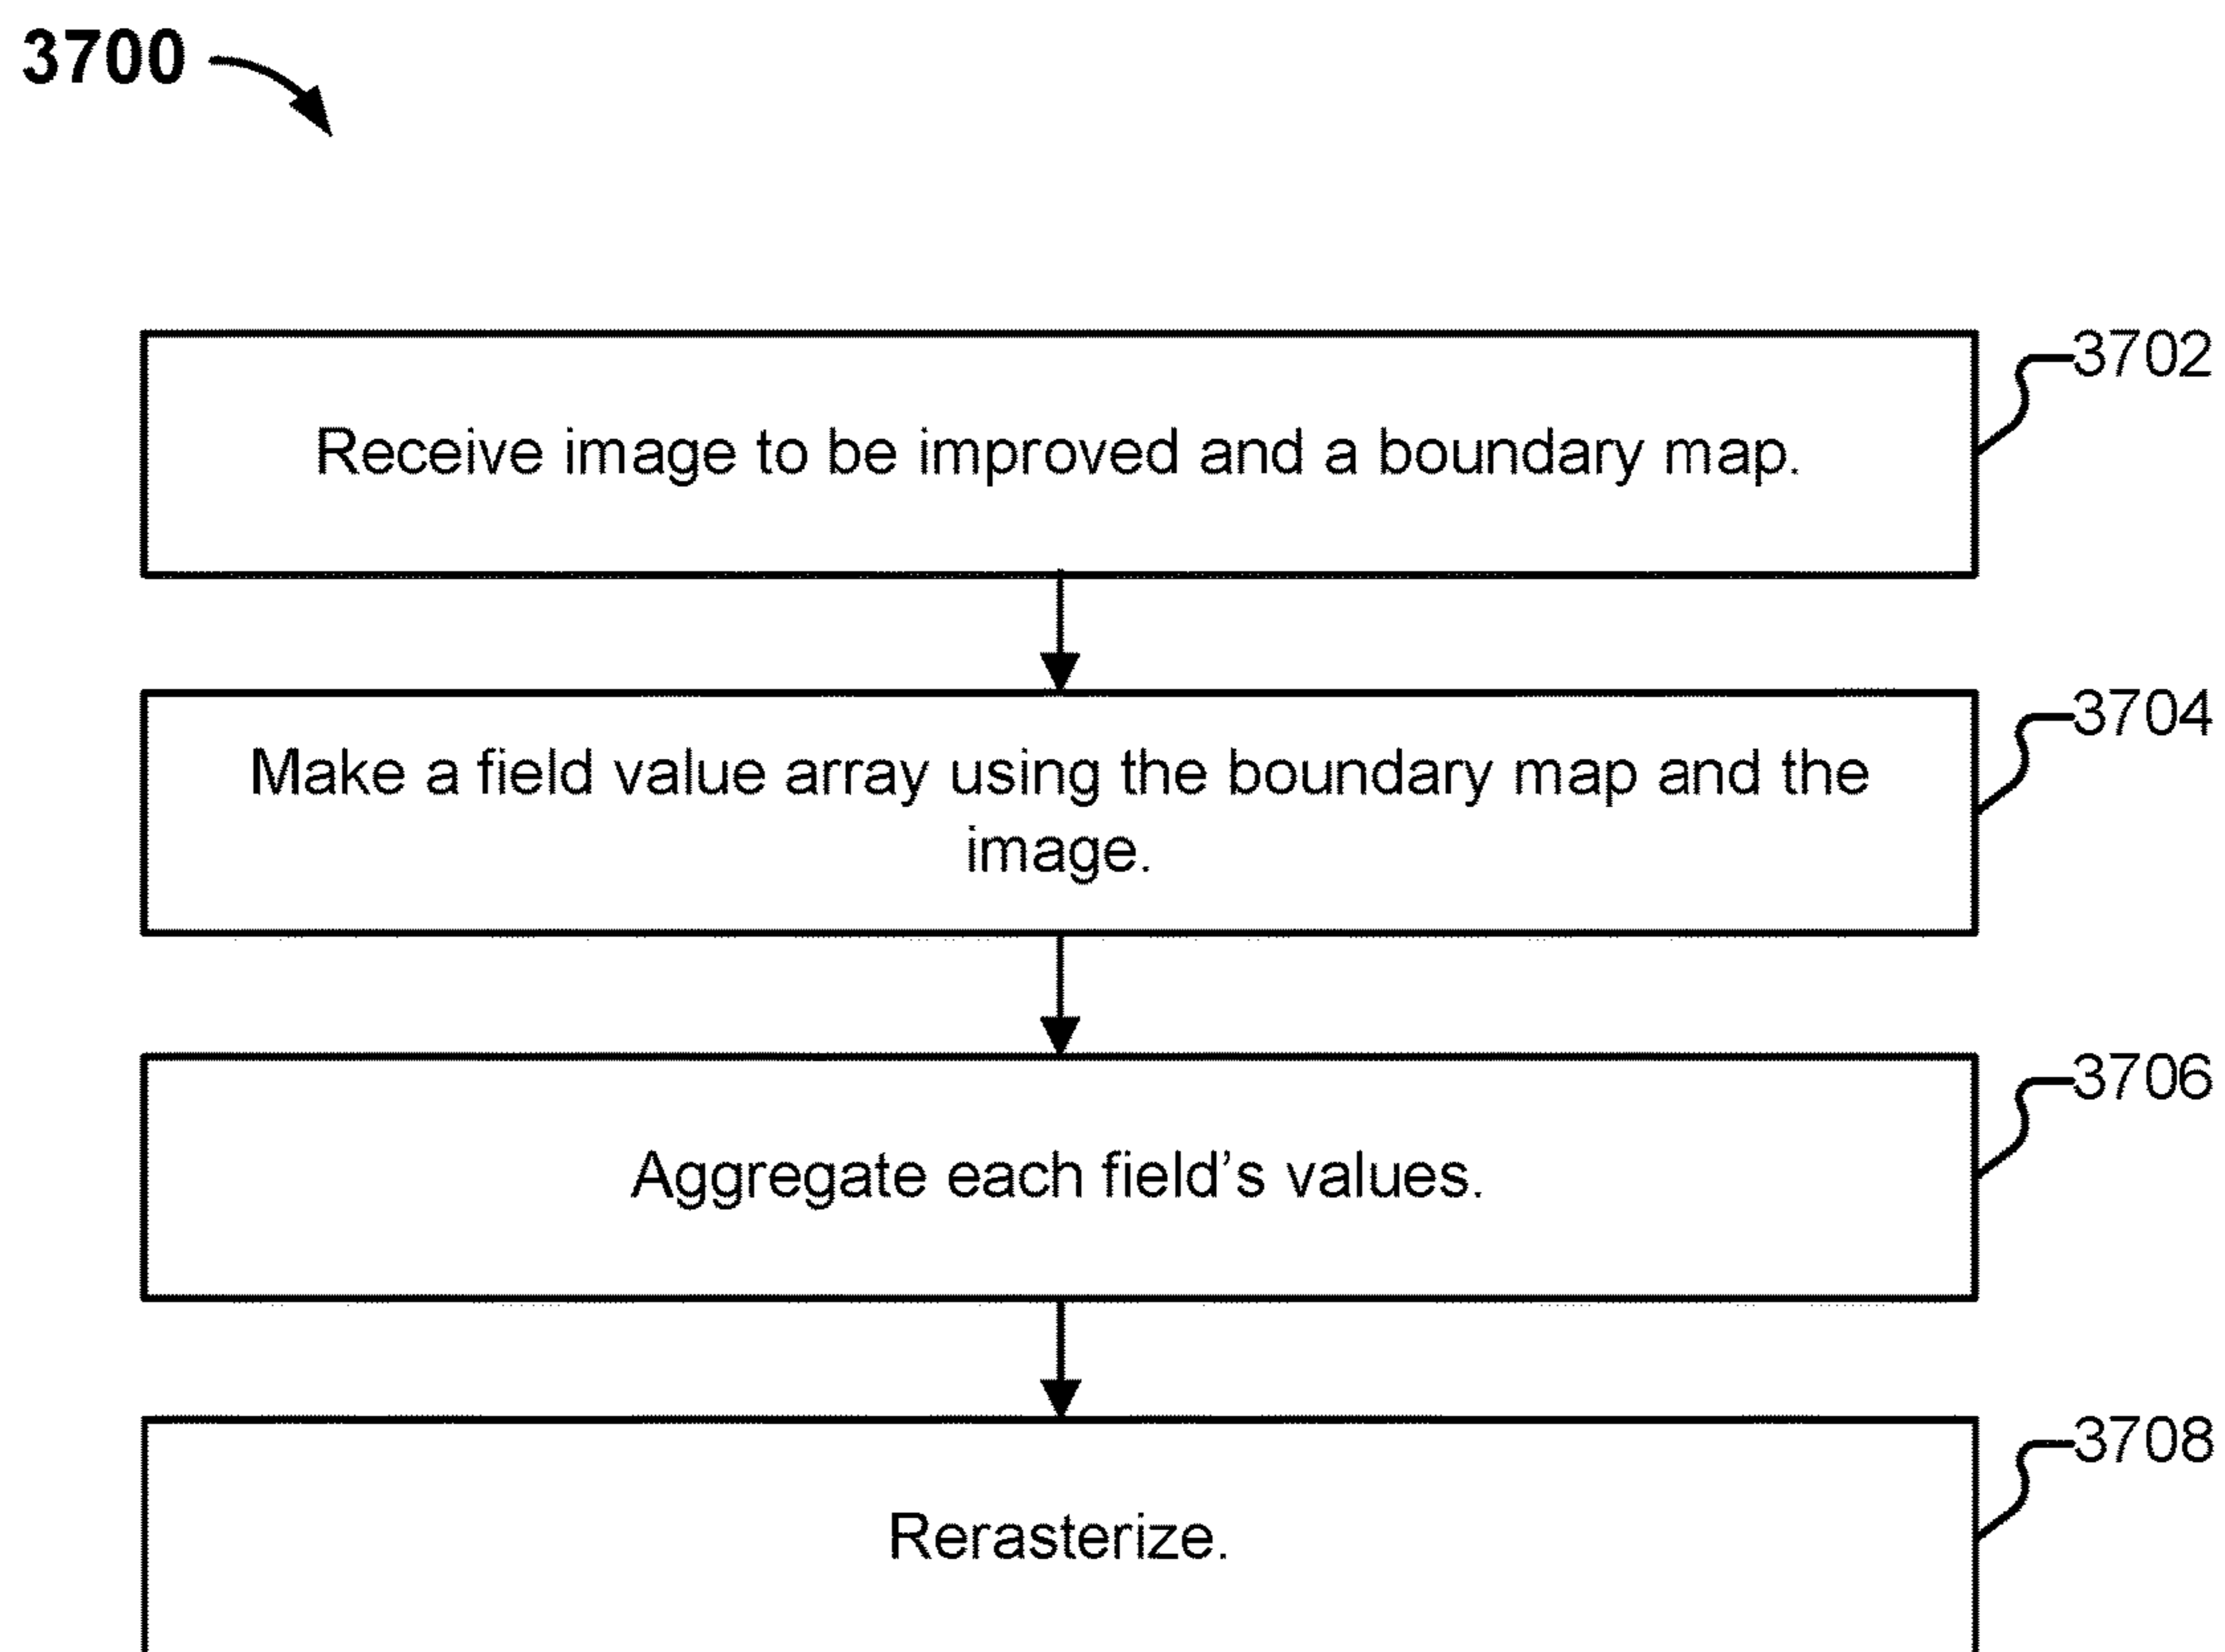 3700
Receive image to be improved and a boundary map.
3702
Make a field value array using the boundary map and the
image.
3704
Aggregate each field's values.
3706
Rerasterize.
3708